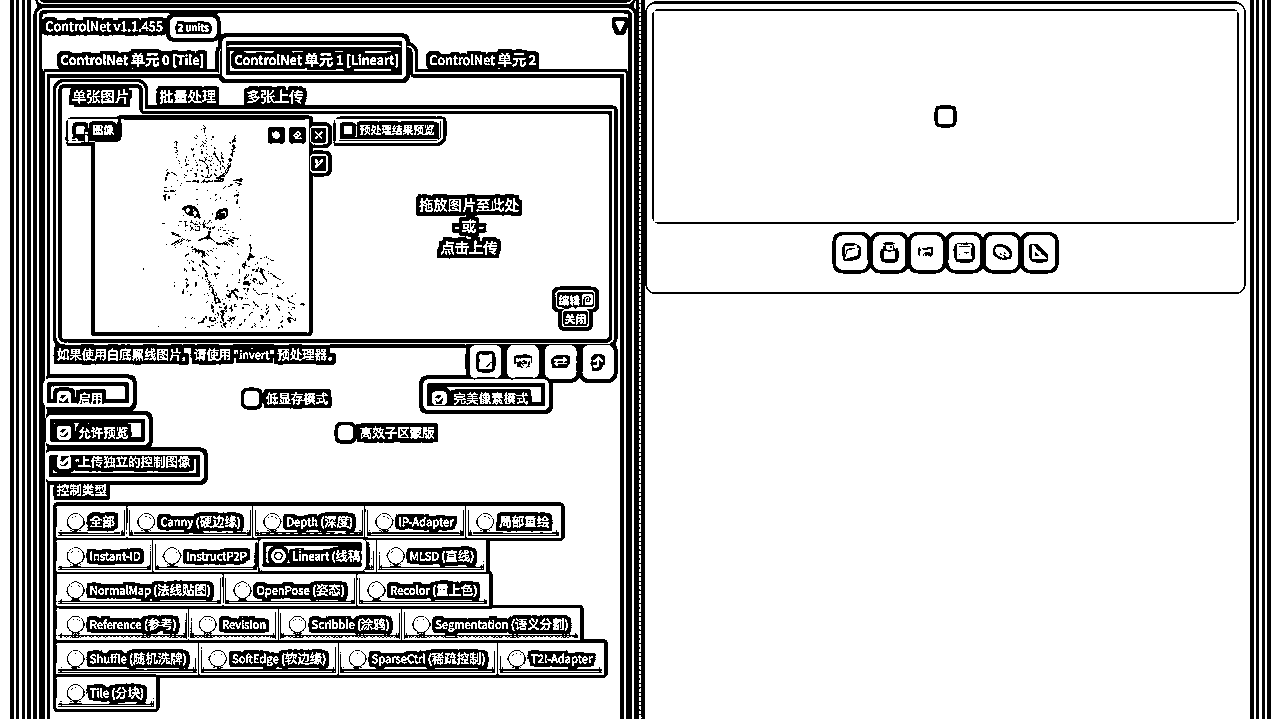 ControlNet v1.1.455 2 units
ControlNet 单元 0 [Tile] ControlNet 单元 1 [Lineart] ControlNet 单元 2
单张图片 批量处理 多张上传
图像 预处理结果预览
拖放图片至此处
- 或 -
点击上传
编辑
关闭
如果使用白底黑线图片, 请使用 "invert" 预处理器.
启用 低显存模式 完美像素模式
允许预览 高效子区蒙版
上传独立的控制图像
控制类型
全部 Canny (硬边缘) Depth (深度) IP-Adapter 局部重绘
Instant-ID InstructP2P Lineart (线稿) MLSD (直线)
NormalMap (法线贴图) OpenPose (姿态) Recolor (重上色)
Reference (参考) Revision Scribble (涂鸦) Segmentation (语义分割)
Shuffle (随机洗牌) SoftEdge (软边缘) SparseCtrl (稀疏控制) T2I-Adapter
Tile (分块)